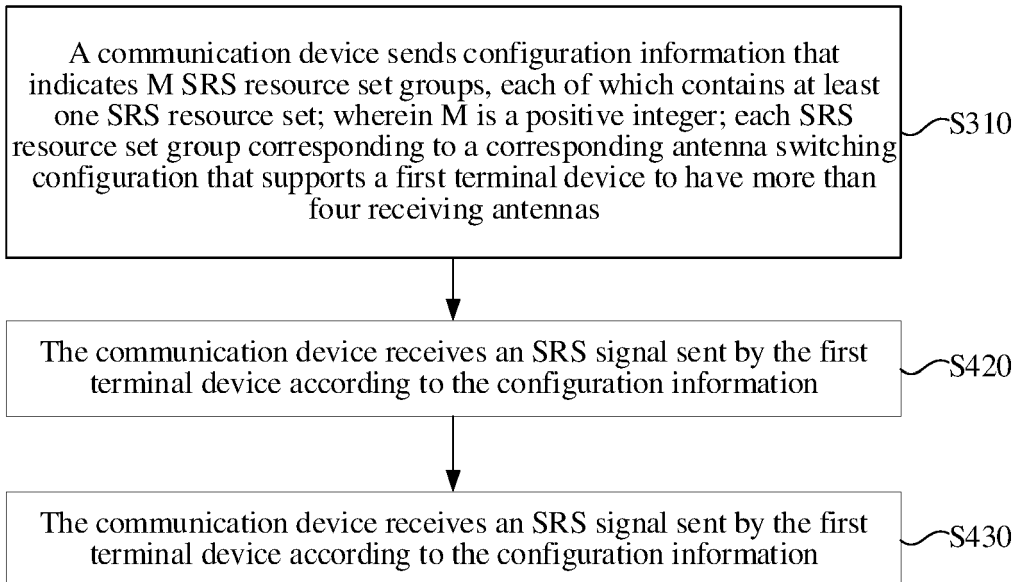 A communication device sends configuration information that
indicates M SRS resource set groups, each of which contains at least
one SRS resource set; wherein M is a positive integer; each SRS
resource set group corresponding to a corresponding antenna switching
configuration that supports a first terminal device to have more than
four receiving antennas
S310
The communication device receives an SRS signal sent by the first
terminal device according to the configuration information
S420
The communication device receives an SRS signal sent by the first
terminal device according to the configuration information
S430